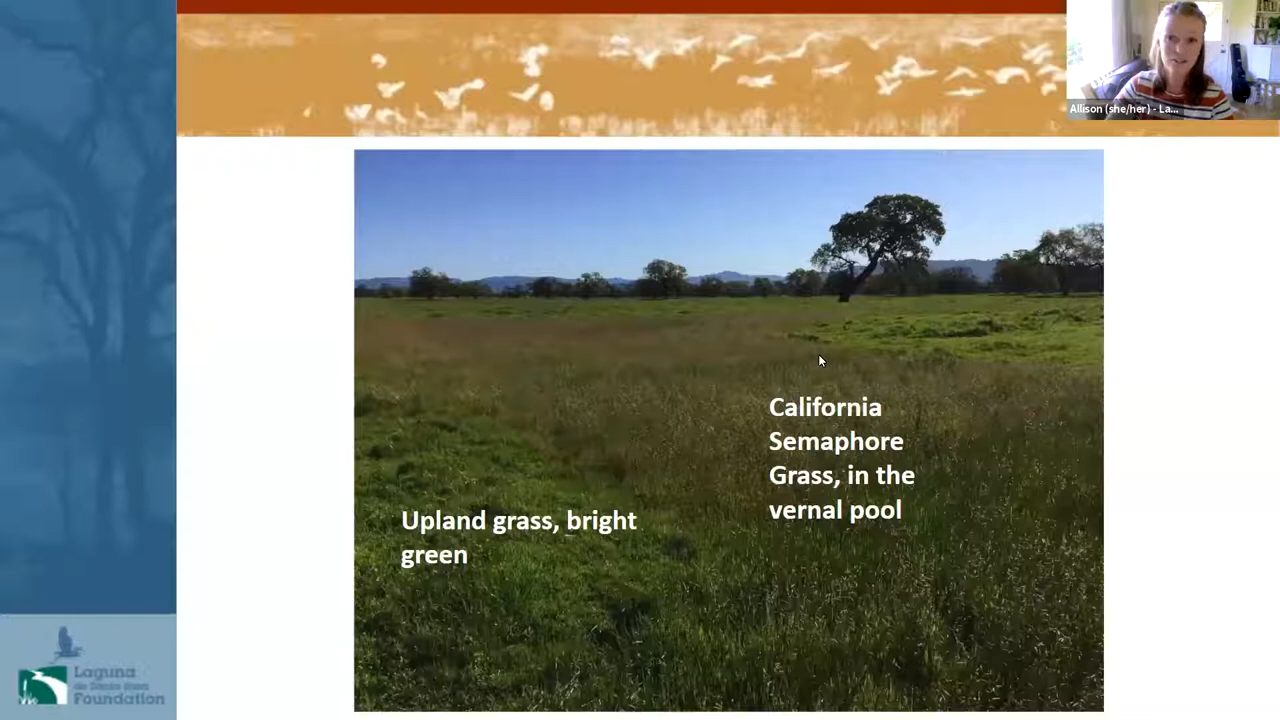 Allison (she/her) - La...
California
Semaphore
Grass, in the
vernal pool
Upland grass, bright
green
Laguna
de Santa Rosa
Foundation